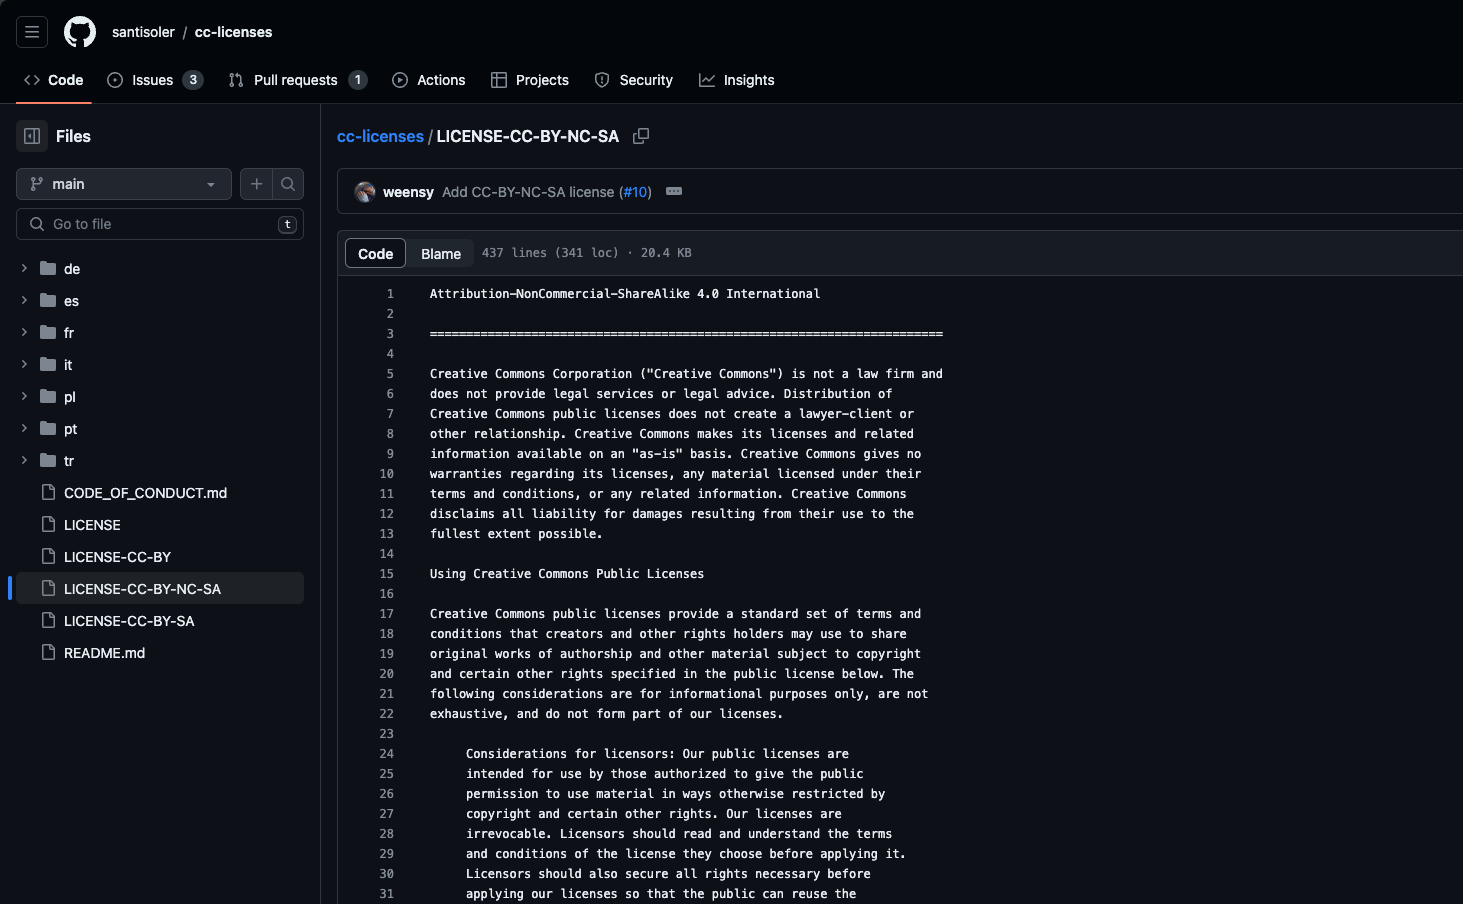 santisoler / cc-licenses
Code
Issues 3
Pull requests 1
Actions
Projects
Security
Insights
Files
main
Go to file
t
de
es
fr
it
pl
pt
tr
CODE_OF_CONDUCT.md
LICENSE
LICENSE-CC-BY
LICENSE-CC-BY-NC-SA
LICENSE-CC-BY-SA
README.md
cc-licenses / LICENSE-CC-BY-NC-SA
weensy Add CC-BY-NC-SA license (#10)
Code Blame 437 lines (341 loc) · 20.4 KB
1 Attribution-NonCommercial-ShareAlike 4.0 International
2
3 =======================================================================
4
5 Creative Commons Corporation ("Creative Commons") is not a law firm and
6 does not provide legal services or legal advice. Distribution of
7 Creative Commons public licenses does not create a lawyer-client or
8 other relationship. Creative Commons makes its licenses and related
9 information available on an "as-is" basis. Creative Commons gives no
10 warranties regarding its licenses, any material licensed under their
11 terms and conditions, or any related information. Creative Commons
12 disclaims all liability for damages resulting from their use to the
13 fullest extent possible.
14
15 Using Creative Commons Public Licenses
16
17 Creative Commons public licenses provide a standard set of terms and
18 conditions that creators and other rights holders may use to share
19 original works of authorship and other material subject to copyright
20 and certain other rights specified in the public license below. The
21 following considerations are for informational purposes only, are not
22 exhaustive, and do not form part of our licenses.
23
24 Considerations for licensors: Our public licenses are
25 intended for use by those authorized to give the public
26 permission to use material in ways otherwise restricted by
27 copyright and certain other rights. Our licenses are
28 irrevocable. Licensors should read and understand the terms
29 and conditions of the license they choose before applying it.
30 Licensors should also secure all rights necessary before
31 applying our licenses so that the public can reuse the